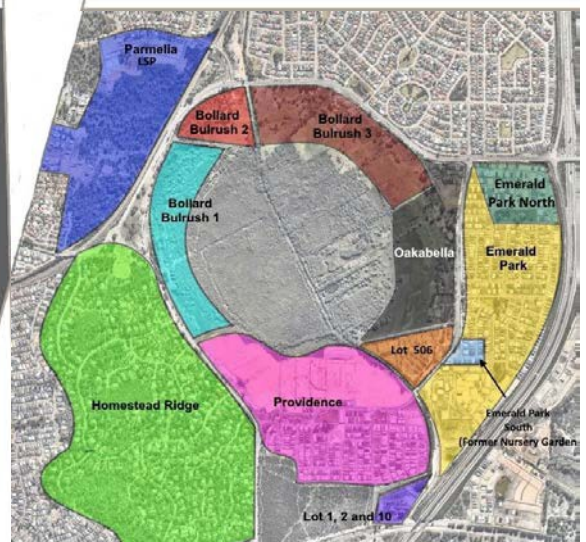 Parmelia
LSP
Bollard
Bulrush 2
Bollard
Bulrush 3
Bollard
Bulrush 1
Emerald
Park North
Oakabella
Emerald
Park
Lot 506
Homestead Ridge
Providence
Emerald Park
South
(Former Nursery Garden
Lot 1, 2 and 10